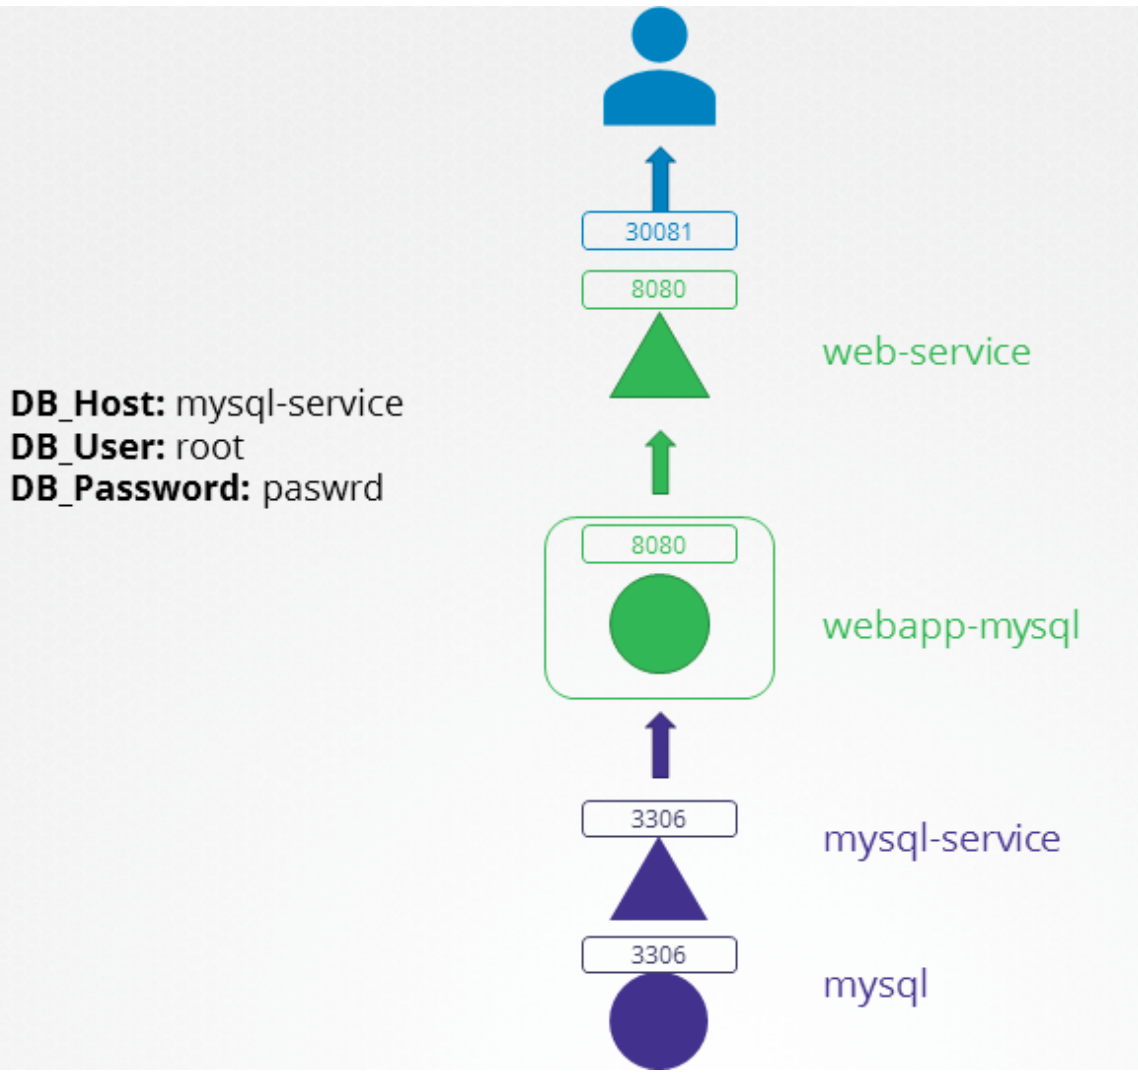 30081
8080
web-service
DB_Host: mysql-service
DB_User: root
DB_Password: paswrd
8080
webapp-mysql
3306
mysql-service
3306
mysql